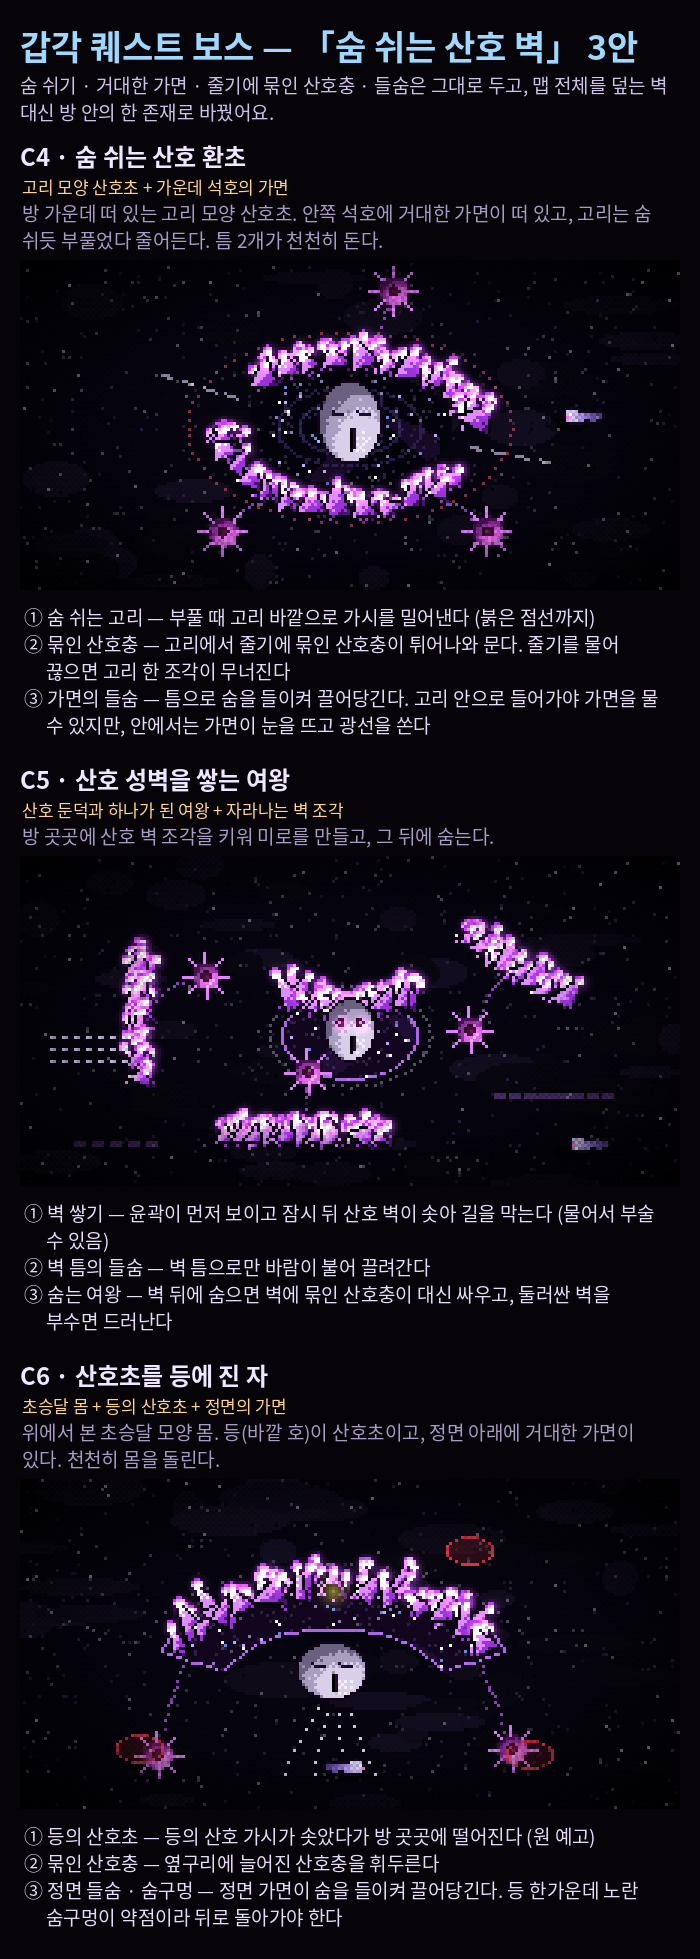 갑각 퀘스트 보스 — 「숨 쉬는 산호 벽」 3안
숨 쉬기 · 거대한 가면 · 줄기에 묶인 산호충 · 들숨은 그대로 두고, 맵 전체를 덮는 벽
대신 방 안의 한 존재로 바꿨어요.
C4 · 숨 쉬는 산호 환초
고리 모양 산호초 + 가운데 석호의 가면
방 가운데 떠 있는 고리 모양 산호초. 안쪽 석호에 거대한 가면이 떠 있고, 고리는 숨
쉬듯 부풀었다 줄어든다. 틈 2개가 천천히 돈다.
① 숨 쉬는 고리 — 부풀 때 고리 바깥으로 가시를 밀어낸다 (붉은 점선까지)
② 묶인 산호충 — 고리에서 줄기에 묶인 산호충이 튀어나와 문다. 줄기를 물어
끊으면 고리 한 조각이 무너진다
③ 가면의 들숨 — 틈으로 숨을 들이켜 끌어당긴다. 고리 안으로 들어가야 가면을 물
수 있지만, 안에서는 가면이 눈을 뜨고 광선을 쏜다
C5 · 산호 성벽을 쌓는 여왕
산호 둔덕과 하나가 된 여왕 + 자라나는 벽 조각
방 곳곳에 산호 벽 조각을 키워 미로를 만들고, 그 뒤에 숨는다.
① 벽 쌓기 — 윤곽이 먼저 보이고 잠시 뒤 산호 벽이 솟아 길을 막는다 (물어서 부술
수 있음)
② 벽 틈의 들숨 — 벽 틈으로만 바람이 불어 끌려간다
③ 숨는 여왕 — 벽 뒤에 숨으면 벽에 묶인 산호충이 대신 싸우고, 둘러싼 벽을
부수면 드러난다
C6 · 산호초를 등에 진 자
초승달 몸 + 등의 산호초 + 정면의 가면
위에서 본 초승달 모양 몸. 등(바깥 호)이 산호초이고, 정면 아래에 거대한 가면이
있다. 천천히 몸을 돌린다.
① 등의 산호초 — 등의 산호 가시가 솟았다가 방 곳곳에 떨어진다 (원 예고)
② 묶인 산호충 — 옆구리에 늘어진 산호충을 휘두른다
③ 정면 들숨 · 숨구멍 — 정면 가면이 숨을 들이켜 끌어당긴다. 등 한가운데 노란
숨구멍이 약점이라 뒤로 돌아가야 한다